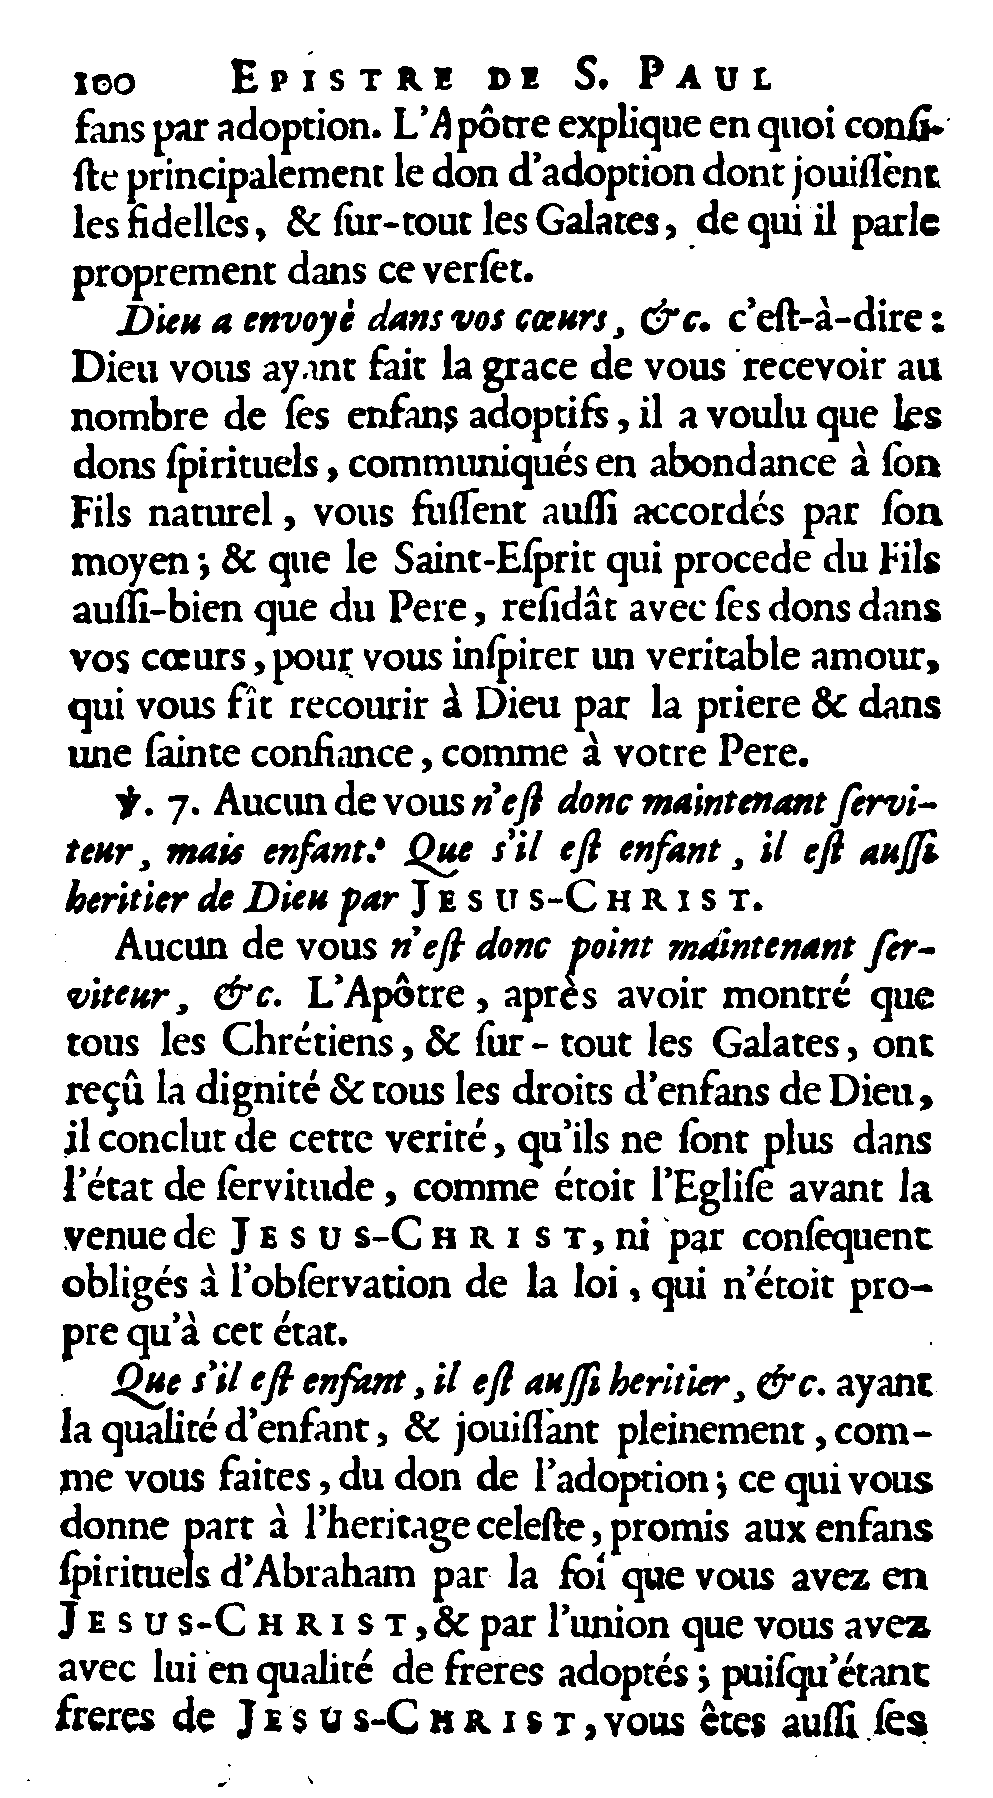 100 EPISTRE DE S. PAUL
fans par adoption. L'Apôtre explique en quoi conſi-
ſte principalement le don d'adoption dont jouiſſent
les fidelles, & ſur-tout les Galates, de qui il parle
proprement dans ce verſet.
Dieu a envoyé dans vos cœurs, &c. c'eſt-à-dire:
Dieu vous ayant fait la grace de vous recevoir au
nombre de ſes enfans adoptifs, il a voulu que les
dons ſpirituels, communiqués en abondance à ſon
Fils naturel, vous fuſſent auſſi accordés par ſon
moyen; & que le Saint-Eſprit qui procede du Fils
auſſi-bien que du Pere, reſidât avec ſes dons dans
vos cœurs, pour vous inſpirer un veritable amour,
qui vous fît recourir à Dieu par la priere & dans
une ſainte confiance, comme à votre Pere.
℣. 7. Aucun de vous n'eſt donc maintenant ſervi-
teur, mais enfant. Que s'il eſt enfant, il eſt auſſi
heritier de Dieu par JESUS-CHRIST.
Aucun de vous n'eſt donc point maintenant ſer-
viteur, &c. L'Apôtre, après avoir montré que
tous les Chrétiens, & ſur-tout les Galates, ont
reçû la dignité & tous les droits d'enfans de Dieu,
il conclut de cette verité, qu'ils ne ſont plus dans
l'état de ſervitude, comme étoit l'Egliſe avant la
venue de JESUS-CHRIST, ni par conſequent
obligés à l'obſervation de la loi, qui n'étoit pro-
pre qu'à cet état.
Que s'il eſt enfant, il eſt auſſi heritier, &c. ayant
la qualité d'enfant, & jouiſſant pleinement, com-
me vous faites, du don de l'adoption; ce qui vous
donne part à l'heritage celeſte, promis aux enfans
ſpirituels d'Abraham par la foi que vous avez en
JESUS-CHRIST, & par l'union que vous avez
avec lui en qualité de freres adoptés; puiſqu'étant
freres de JESUS-CHRIST, vous êtes auſſi ſes